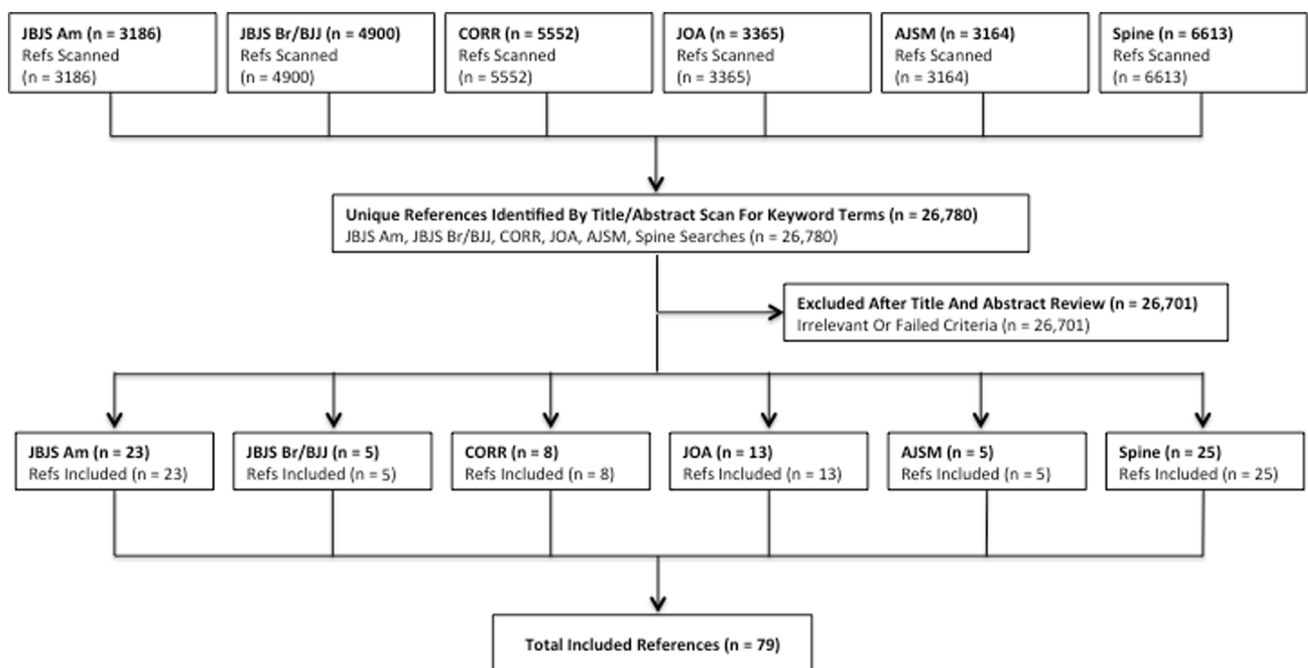 JBJS Am (n = 3186)
Refs Scanned
(n = 3186)
JBJS Br/BJJ (n = 4900)
Refs Scanned
(n = 4900)
CORR (n = 5552)
Refs Scanned
(n = 5552)
JOA (n = 3365)
Refs Scanned
(n = 3365)
AJSM (n = 3164)
Refs Scanned
(n = 3164)
Spine (n = 6613)
Refs Scanned
(n = 6613)
Unique References Identified By Title/Abstract Scan For Keyword Terms (n = 26,780)
JBJS Am, JBJS Br/BJJ, CORR, JOA, AJSM, Spine Searches (n = 26,780)
Excluded After Title And Abstract Review (n = 26,701)
Irrelevant Or Failed Criteria (n = 26,701)
JBJS Am (n = 23)
Refs Included (n = 23)
JBJS Br/BJJ (n = 5)
Refs Included (n = 5)
CORR (n = 8)
Refs Included (n = 8)
JOA (n = 13)
Refs Included (n = 13)
AJSM (n = 5)
Refs Included (n = 5)
Spine (n = 25)
Refs Included (n = 25)
Total Included References (n = 79)